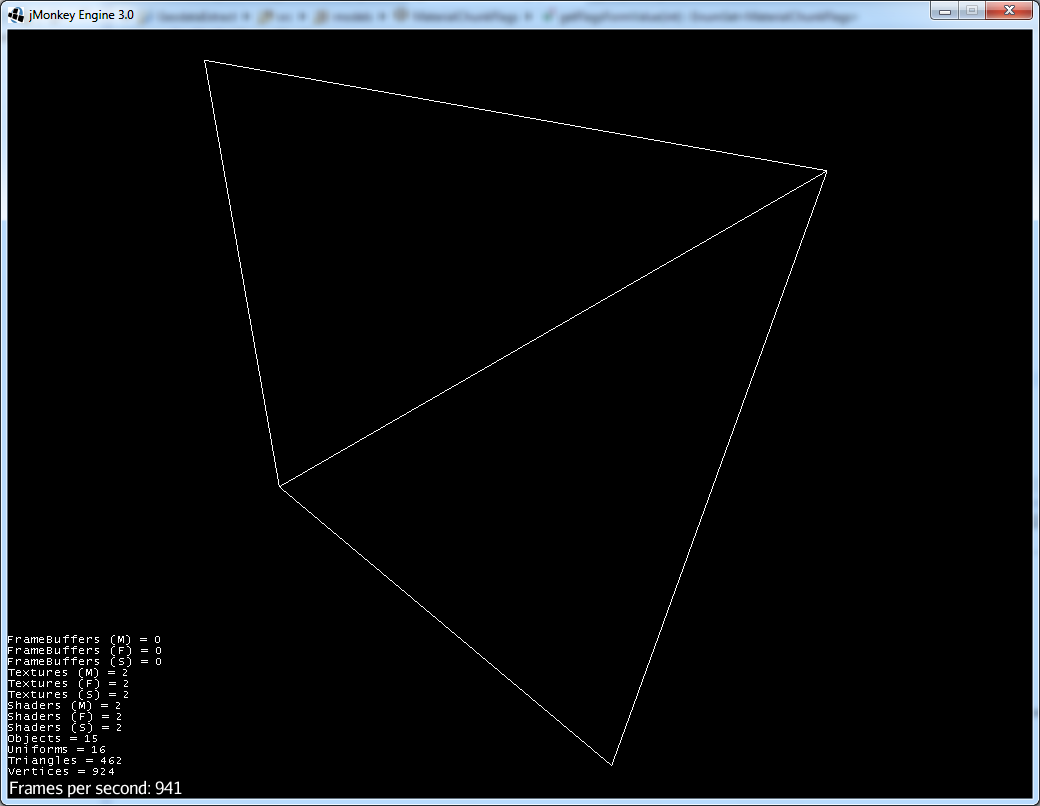 jMonkey Engine 3.0
FrameBuffers (M) = 0
FrameBuffers (F) = 0
FrameBuffers (S) = 0
Textures (M) = 2
Textures (F) = 2
Textures (S) = 2
Shaders (M) = 2
Shaders (F) = 2
Shaders (S) = 2
Objects = 15
Uniforms = 16
Triangles = 462
Vertices = 924
Frames per second: 941